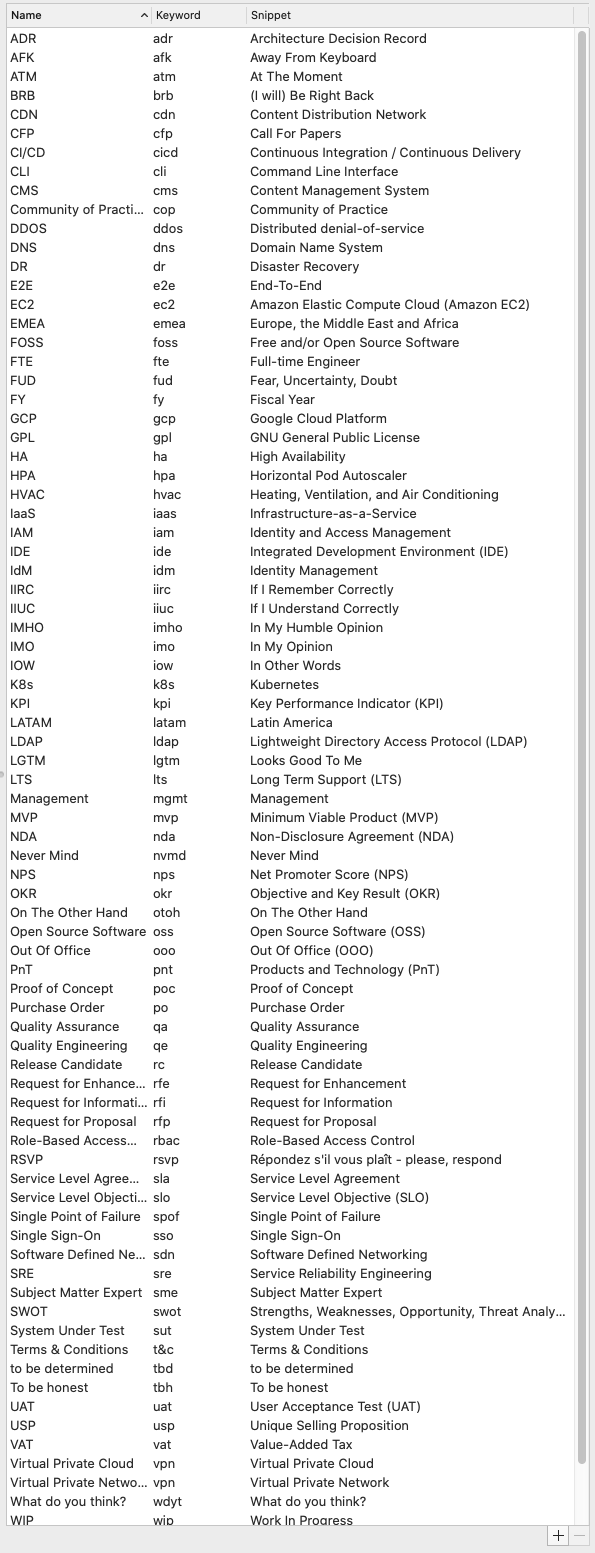 Name Keyword Snippet
ADR adr Architecture Decision Record
AFK afk Away From Keyboard
ATM atm At The Moment
BRB brb (I will) Be Right Back
CDN cdn Content Distribution Network
CFP cfp Call For Papers
CI/CD cicd Continuous Integration / Continuous Delivery
CLI cli Command Line Interface
CMS cms Content Management System
Community of Practi... cop Community of Practice
DDOS ddos Distributed denial-of-service
DNS dns Domain Name System
DR dr Disaster Recovery
E2E e2e End-To-End
EC2 ec2 Amazon Elastic Compute Cloud (Amazon EC2)
EMEA emea Europe, the Middle East and Africa
FOSS foss Free and/or Open Source Software
FTE fte Full-time Engineer
FUD fud Fear, Uncertainty, Doubt
FY fy Fiscal Year
GCP gcp Google Cloud Platform
GPL gpl GNU General Public License
HA ha High Availability
HPA hpa Horizontal Pod Autoscaler
HVAC hvac Heating, Ventilation, and Air Conditioning
IaaS iaas Infrastructure-as-a-Service
IAM iam Identity and Access Management
IDE ide Integrated Development Environment (IDE)
IdM idm Identity Management
IIRC iirc If I Remember Correctly
IIUC iiuc If I Understand Correctly
IMHO imho In My Humble Opinion
IMO imo In My Opinion
IOW iow In Other Words
K8s k8s Kubernetes
KPI kpi Key Performance Indicator (KPI)
LATAM latam Latin America
LDAP ldap Lightweight Directory Access Protocol (LDAP)
LGTM lgtm Looks Good To Me
LTS lts Long Term Support (LTS)
Management mgmt Management
MVP mvp Minimum Viable Product (MVP)
NDA nda Non-Disclosure Agreement (NDA)
Never Mind nvmd Never Mind
NPS nps Net Promoter Score (NPS)
OKR okr Objective and Key Result (OKR)
On The Other Hand otoh On The Other Hand
Open Source Software oss Open Source Software (OSS)
Out Of Office ooo Out Of Office (OOO)
PnT pnt Products and Technology (PnT)
Proof of Concept poc Proof of Concept
Purchase Order po Purchase Order
Quality Assurance qa Quality Assurance
Quality Engineering qe Quality Engineering
Release Candidate rc Release Candidate
Request for Enhance... rfe Request for Enhancement
Request for Informati... rfi Request for Information
Request for Proposal rfp Request for Proposal
Role-Based Access... rbac Role-Based Access Control
RSVP rsvp Répondez s'il vous plaît - please, respond
Service Level Agree... sla Service Level Agreement
Service Level Objecti... slo Service Level Objective (SLO)
Single Point of Failure spof Single Point of Failure
Single Sign-On sso Single Sign-On
Software Defined Ne... sdn Software Defined Networking
SRE sre Service Reliability Engineering
Subject Matter Expert sme Subject Matter Expert
SWOT swot Strengths, Weaknesses, Opportunity, Threat Analy...
System Under Test sut System Under Test
Terms & Conditions t&c Terms & Conditions
to be determined tbd to be determined
To be honest tbh To be honest
UAT uat User Acceptance Test (UAT)
USP usp Unique Selling Proposition
VAT vat Value-Added Tax
Virtual Private Cloud vpn Virtual Private Cloud
Virtual Private Netwo... vpn Virtual Private Network
What do you think? wdyt What do you think?
WIP wip Work In Progress